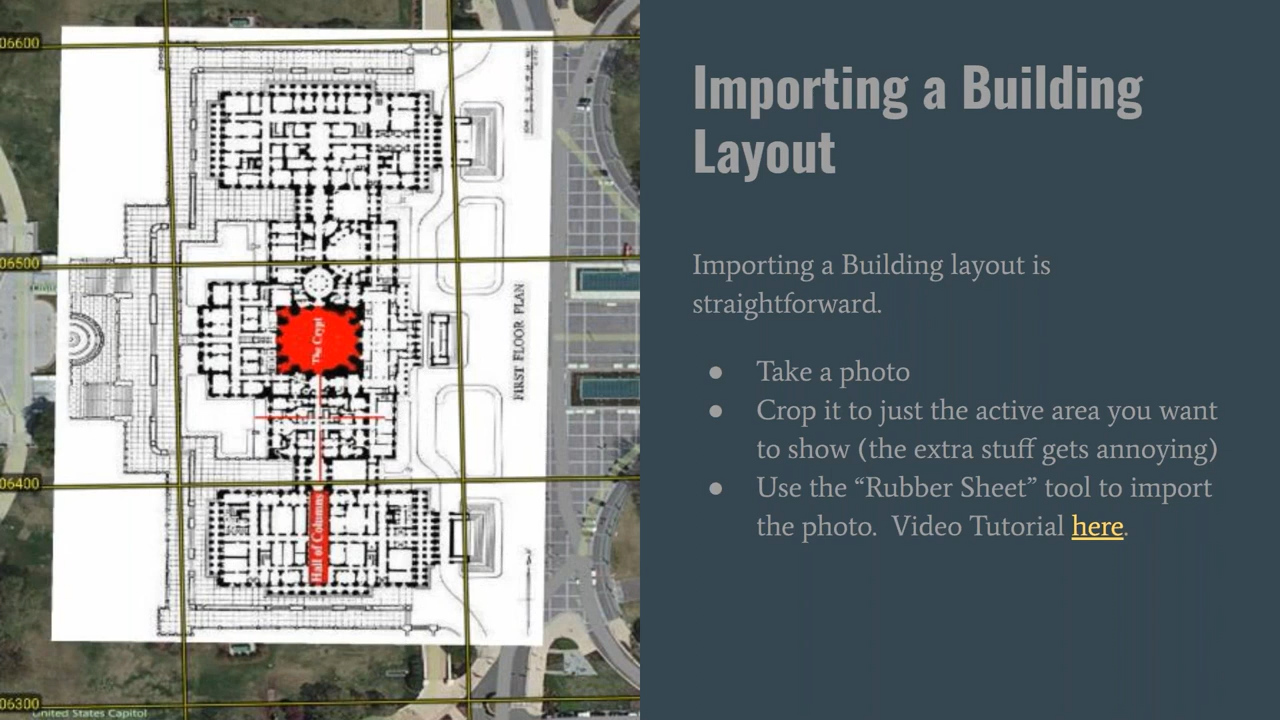 06600
06500
06400
06300
The Crypt
Hall of Columns
FIRST FLOOR PLAN
United States Capitol
Importing a Building
Layout
Importing a Building layout is
straightforward.
● Take a photo
● Crop it to just the active area you want
to show (the extra stuff gets annoying)
● Use the “Rubber Sheet” tool to import
the photo.  Video Tutorial here.